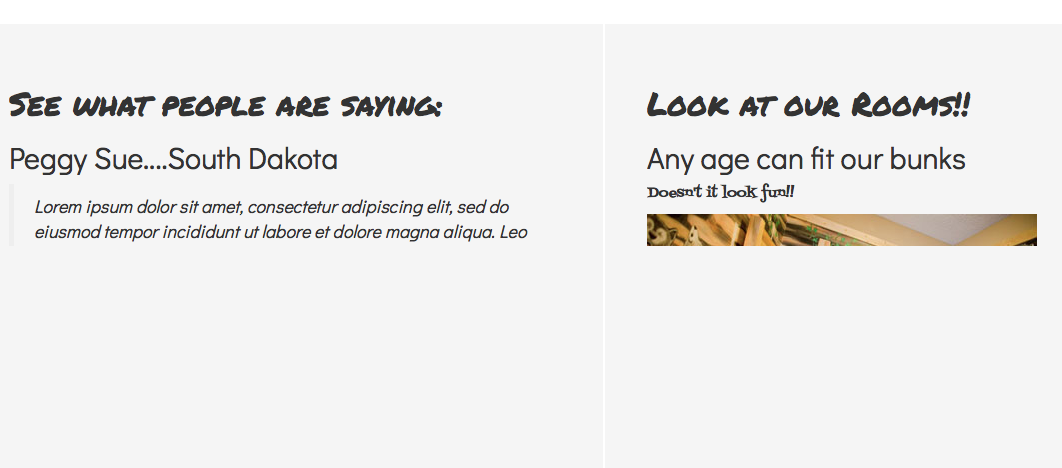 See what people are saying:
Peggy Sue....South Dakota
Lorem ipsum dolor sit amet, consectetur adipiscing elit, sed do
eiusmod tempor incididunt ut labore et dolore magna aliqua. Leo
Look at our Rooms!!
Any age can fit our bunks
Doesn't it look fun!!